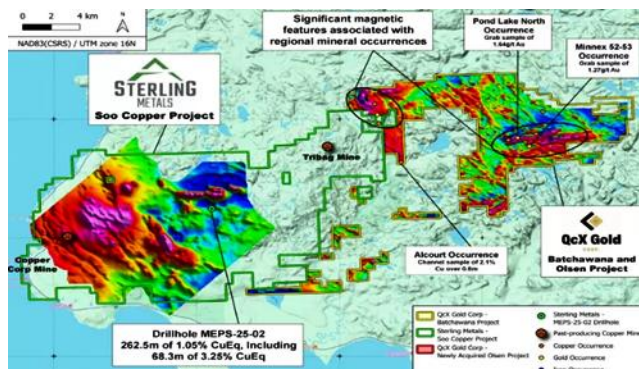 0 2 4 km
NAD83(CSRS) / UTM zone 16N
Significant magnetic
features associated with
regional mineral occurrences
Pond Lake North
Occurrence
Grab sample of
1.64g/t Au
Minnex 52-53
Occurrence
Grab sample of
1.27g/t Au
STERLING
METALS
Soo Copper Project
Tribag Mine
Copper
Corp Mine
QcX Gold
Batchawana and
Olsen Project
Alcourt Occurrence
Channel sample of 2.1%
Cu over 0.6m
Drillhole MEPS-25-02
262.5m of 1.05% CuEq, Including
68.3m of 3.25% CuEq
QcX Gold Corp -
Batchawana Project
Sterling Metals -
Soo Copper Project
QcX Gold Corp -
Newly Acquired Olsen Project
Sterling Metals -
MEPS-25-02 Drillhole
Past-producing Copper Mine
Copper Occurrence
Gold Occurrence